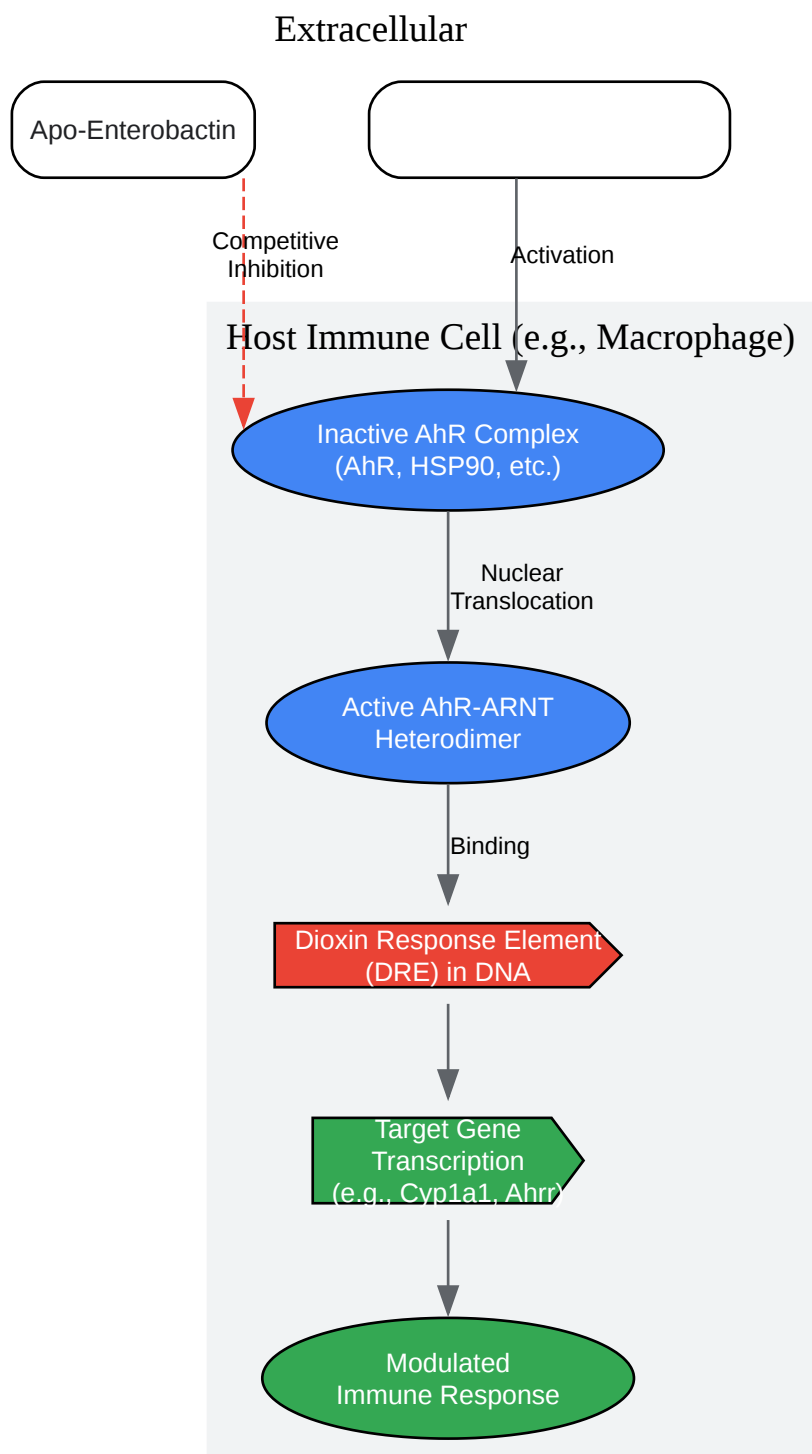 Extracellular
Apo-Enterobactin
Competitive
Inhibition
Activation
Host Immune Cell (e.g., Macrophage)
Inactive AhR Complex
(AhR, HSP90, etc.)
Nuclear
Translocation
Active AhR-ARNT
Heterodimer
Binding
Dioxin Response Element
(DRE) in DNA
Target Gene
Transcription
(e.g., Cyp1a1, Ahrr)
Modulated
Immune Response